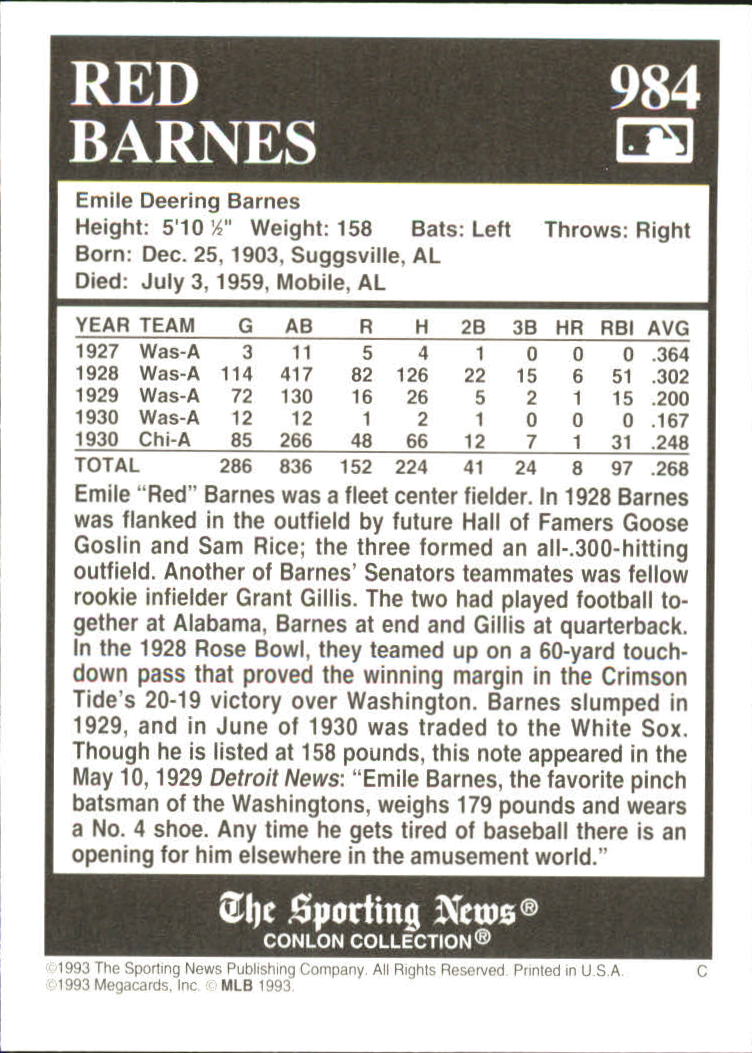 RED 984
BARNES
Emile Deering Barnes
Height: 5'10 ½" Weight: 158 Bats: Left Throws: Right
Born: Dec. 25, 1903, Suggsville, AL
Died: July 3, 1959, Mobile, AL
YEAR TEAM G AB R H 2B 3B HR RBI AVG
1927 Was-A 3 11 5 4 1 0 0 0 .364
1928 Was-A 114 417 82 126 22 15 6 51 .302
1929 Was-A 72 130 16 26 5 2 1 15 .200
1930 Was-A 12 12 1 2 1 0 0 0 .167
1930 Chi-A 85 266 48 66 12 7 1 31 .248
TOTAL 286 836 152 224 41 24 8 97 .268
Emile “Red” Barnes was a fleet center fielder. In 1928 Barnes
was flanked in the outfield by future Hall of Famers Goose
Goslin and Sam Rice; the three formed an all-.300-hitting
outfield. Another of Barnes’ Senators teammates was fellow
rookie infielder Grant Gillis. The two had played football to-
gether at Alabama, Barnes at end and Gillis at quarterback.
In the 1928 Rose Bowl, they teamed up on a 60-yard touch-
down pass that proved the winning margin in the Crimson
Tide’s 20-19 victory over Washington. Barnes slumped in
1929, and in June of 1930 was traded to the White Sox.
Though he is listed at 158 pounds, this note appeared in the
May 10, 1929 Detroit News: “Emile Barnes, the favorite pinch
batsman of the Washingtons, weighs 179 pounds and wears
a No. 4 shoe. Any time he gets tired of baseball there is an
opening for him elsewhere in the amusement world.”
The Sporting News®
CONLON COLLECTION®
©1993 The Sporting News Publishing Company. All Rights Reserved. Printed in U.S.A. C
©1993 Megacards, Inc. © MLB 1993.